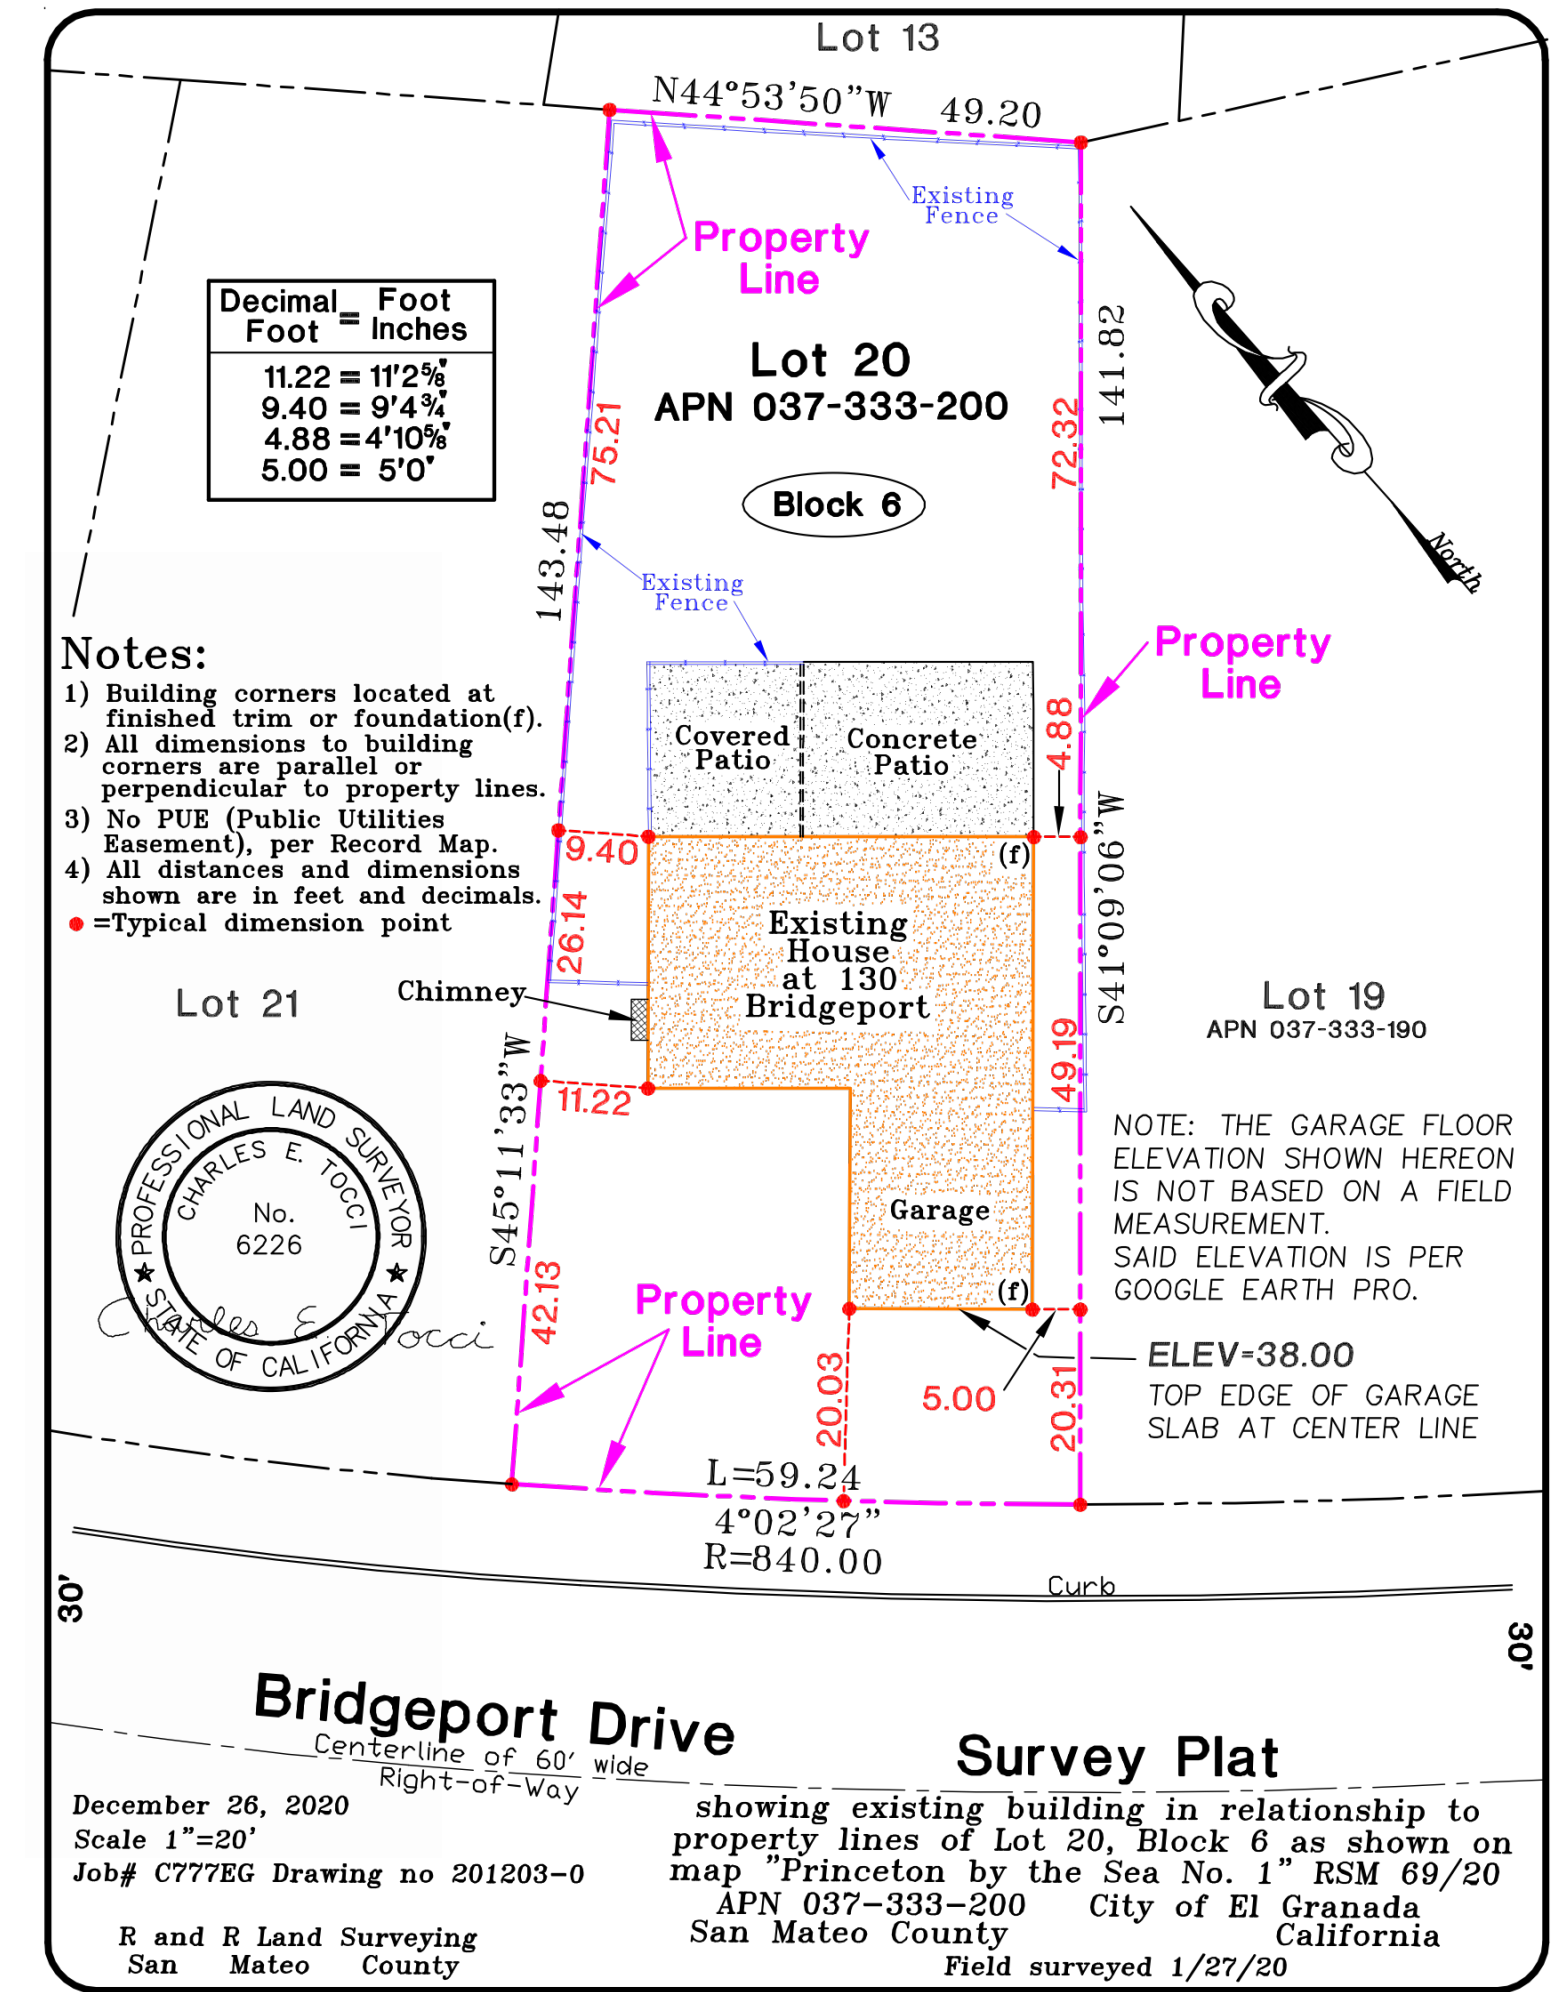 Lot 13
N44°53'50"W 49.20
Existing
Fence
Property
Line
Decimal Foot = Foot Inches
11.22 = 11'2⅝"
9.40 = 9'4¾"
4.88 = 4'10⅝"
5.00 = 5'0"
Lot 20
APN 037-333-200
Block 6
75.21
72.32
141.82
143.48
North
Existing
Fence
Property
Line
Notes:
1) Building corners located at
finished trim or foundation(f).
2) All dimensions to building
corners are parallel or
perpendicular to property lines.
3) No PUE (Public Utilities
Easement), per Record Map.
4) All distances and dimensions
shown are in feet and decimals.
=Typical dimension point
Covered
Patio
Concrete
Patio
4.88
9.40
(f)
26.14
S41°09'06"W
Existing
House
at 130
Bridgeport
Chimney
Lot 21
Lot 19
APN 037-333-190
49.19
11.22
S45°11'33"W
PROFESSIONAL LAND SURVEYOR
CHARLES E. TOCCI
No.
6226
STATE OF CALIFORNIA
Charles E. Tocci
NOTE: THE GARAGE FLOOR
ELEVATION SHOWN HEREON
IS NOT BASED ON A FIELD
MEASUREMENT.
SAID ELEVATION IS PER
GOOGLE EARTH PRO.
Garage
(f)
42.13
Property
Line
20.03
5.00
20.31
ELEV=38.00
TOP EDGE OF GARAGE
SLAB AT CENTER LINE
L=59.24
4°02'27"
R=840.00
Curb
30'
30'
Bridgeport Drive
Centerline of 60' wide
Right-of-Way
Survey Plat
showing existing building in relationship to
property lines of Lot 20, Block 6 as shown on
map "Princeton by the Sea No. 1" RSM 69/20
APN 037-333-200 City of El Granada
San Mateo County California
Field surveyed 1/27/20
December 26, 2020
Scale 1"=20'
Job# C777EG Drawing no 201203-0
R and R Land Surveying
San Mateo County